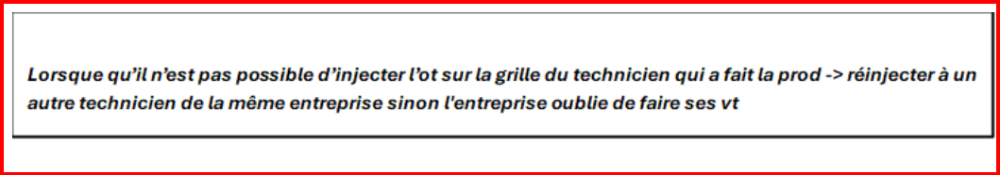 Lorsque qu’il n’est pas possible d’injecter l’ot sur la grille du technicien qui a fait la prod -> réinjecter à un
autre technicien de la même entreprise sinon l'entreprise oublie de faire ses vt